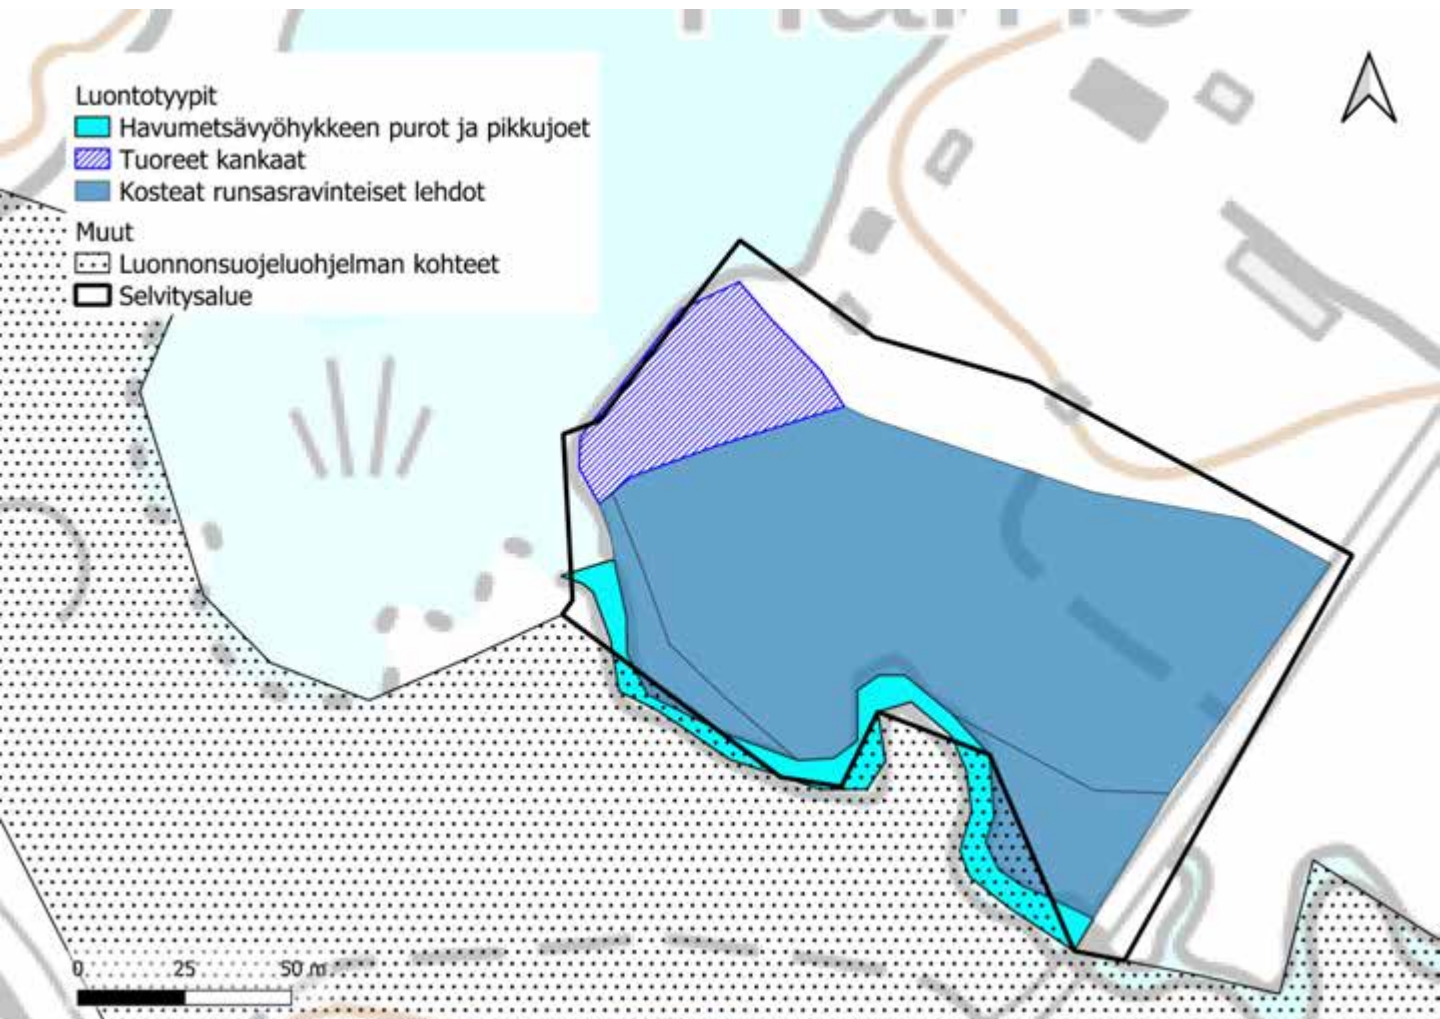 Luontotyypit
Havumetsävyöhykkeen purot ja pikkujoet
Tuoreet kankaat
Kosteat runsasravinteiset lehdot
Muut
Luonnonsuojeluohjelman kohteet
Selvitysalue
0 25 50 m